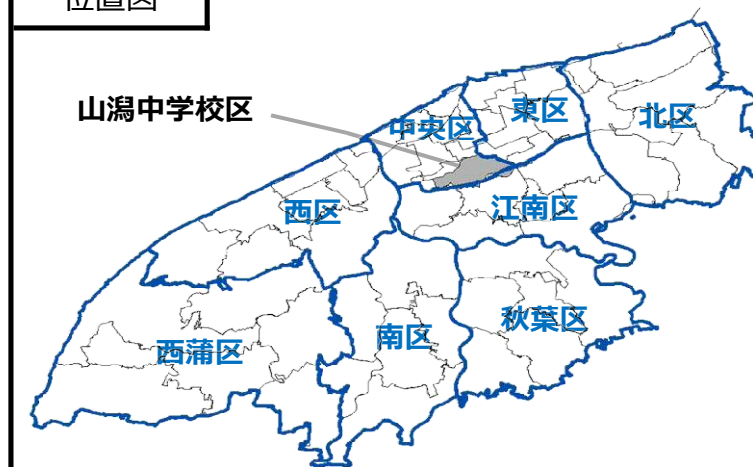 位置図
山潟中学校区
中央区
東区
北区
西区
江南区
西蒲区
南区
秋葉区